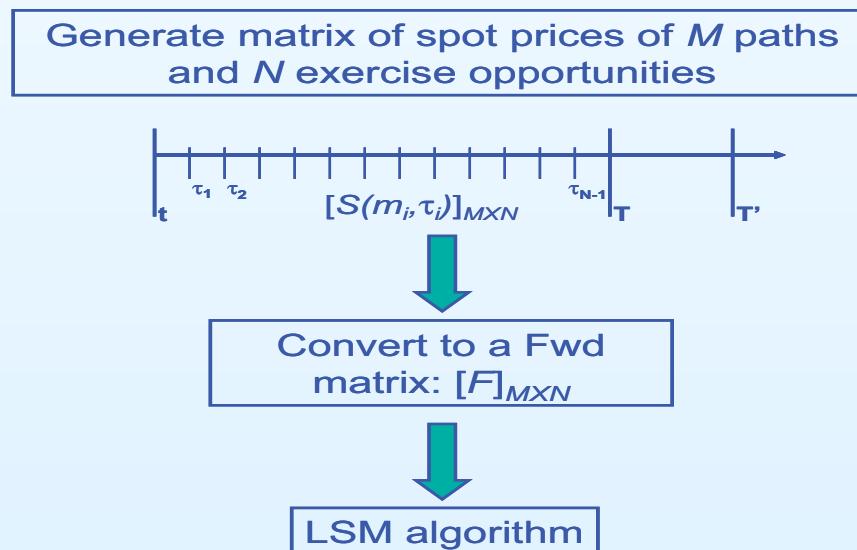 Generate matrix of spot prices of M paths
and N exercise opportunities
t τ1 τ2 [S(mi,τi)]MXN τN-1 T T'
Convert to a Fwd
matrix: [F]MXN
LSM algorithm